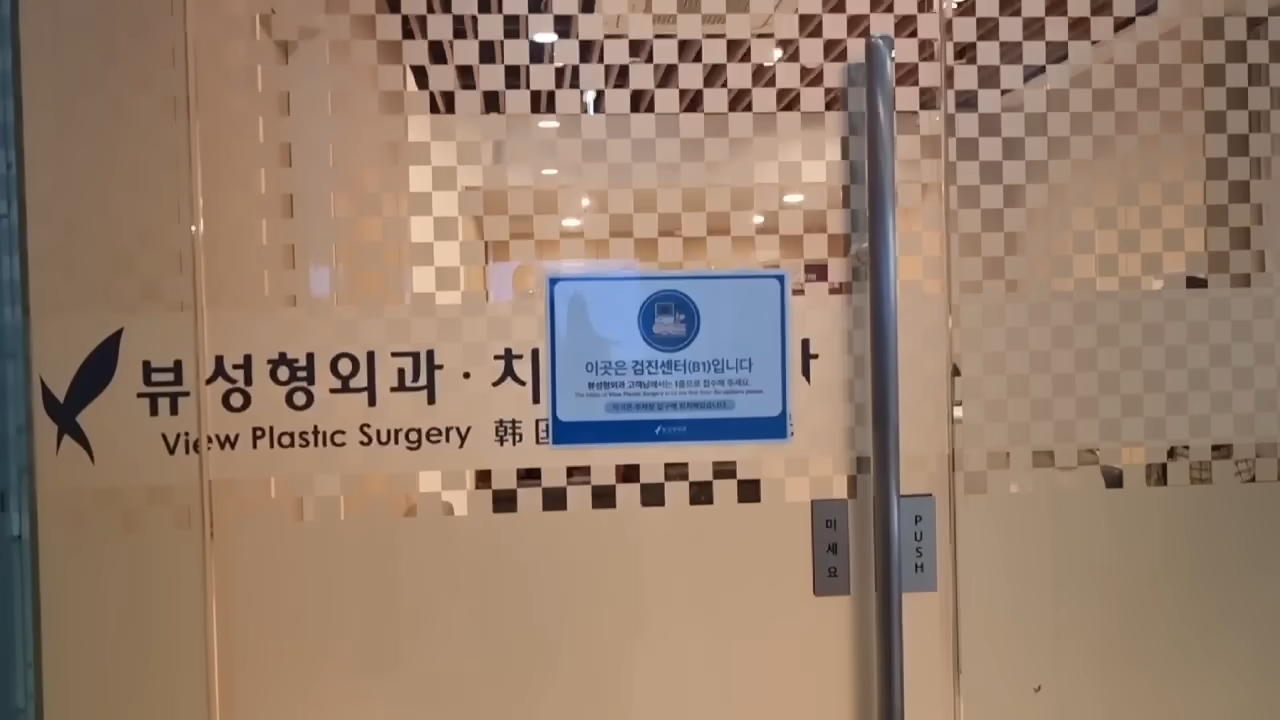 뷰성형외과 · 치
View Plastic Surgery 韩国
이곳은 검진센터(B1)입니다
뷰성형외과 고객님께서는 1층으로 접수해 주세요.
미세요
PUSH